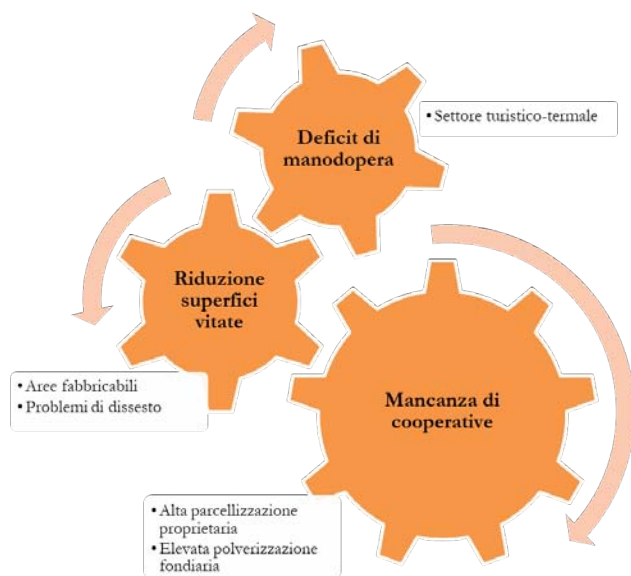 Deficit di
manodopera
• Settore turistico-termale
Riduzione
superfici
vitate
• Aree fabbricabili
• Problemi di dissesto
Mancanza di
cooperative
• Alta parcellizzazione
proprietaria
• Elevata polverizzazione
fondiaria